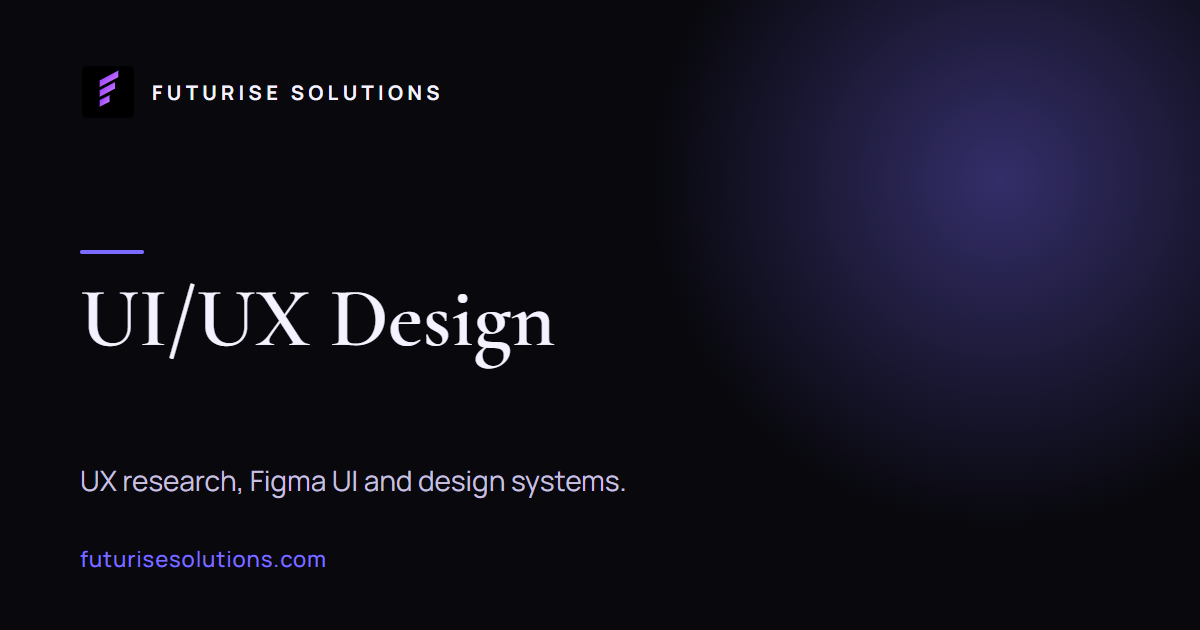 FUTURISE SOLUTIONS
UI/UX Design
UX research, Figma UI and design systems.
futurisesolutions.com